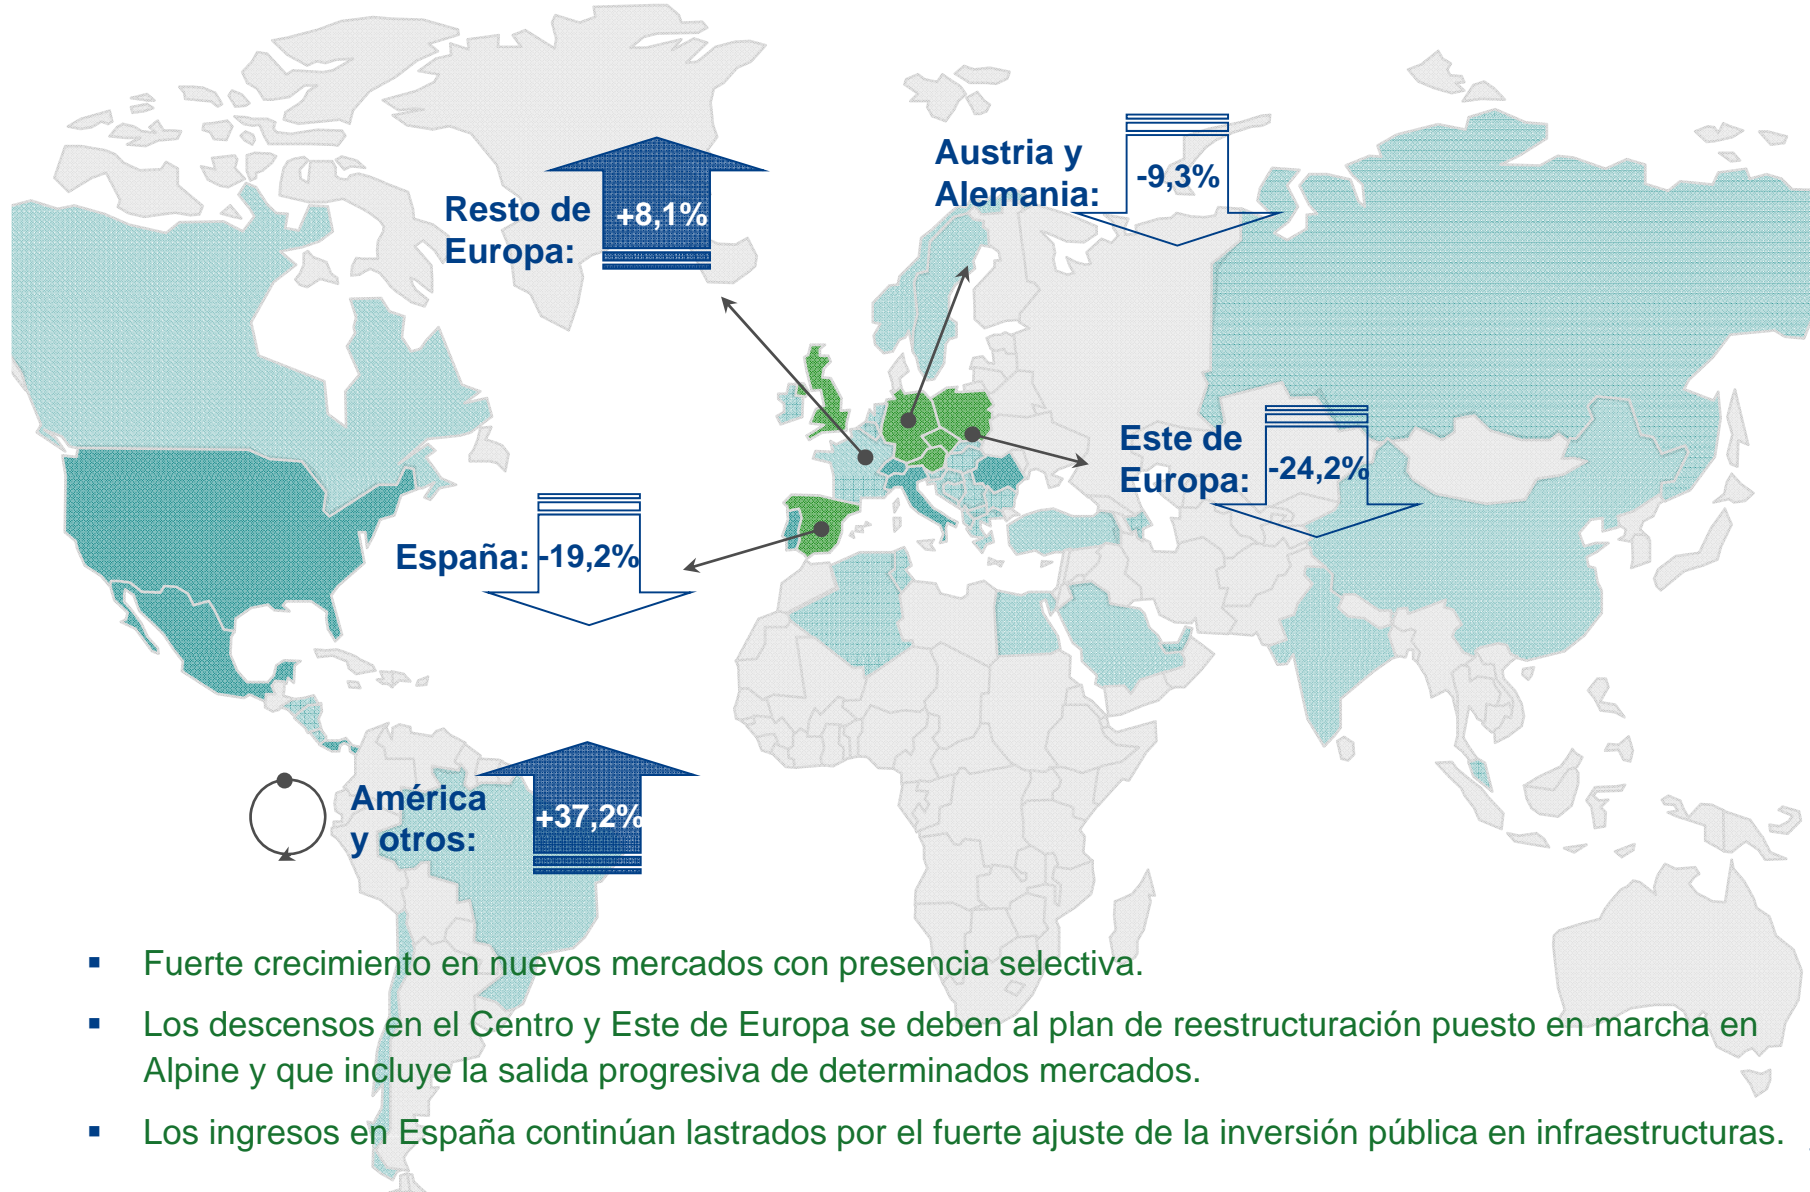 Austria y
Alemania:
-9,3%
Resto de
Europa:
+8,1%
Este de
Europa:
-24,2%
España:
-19,2%
América
y otros:
+37,2%
▪ Fuerte crecimiento en nuevos mercados con presencia selectiva.
▪ Los descensos en el Centro y Este de Europa se deben al plan de reestructuración puesto en marcha en
Alpine y que incluye la salida progresiva de determinados mercados.
▪ Los ingresos en España continúan lastrados por el fuerte ajuste de la inversión pública en infraestructuras.